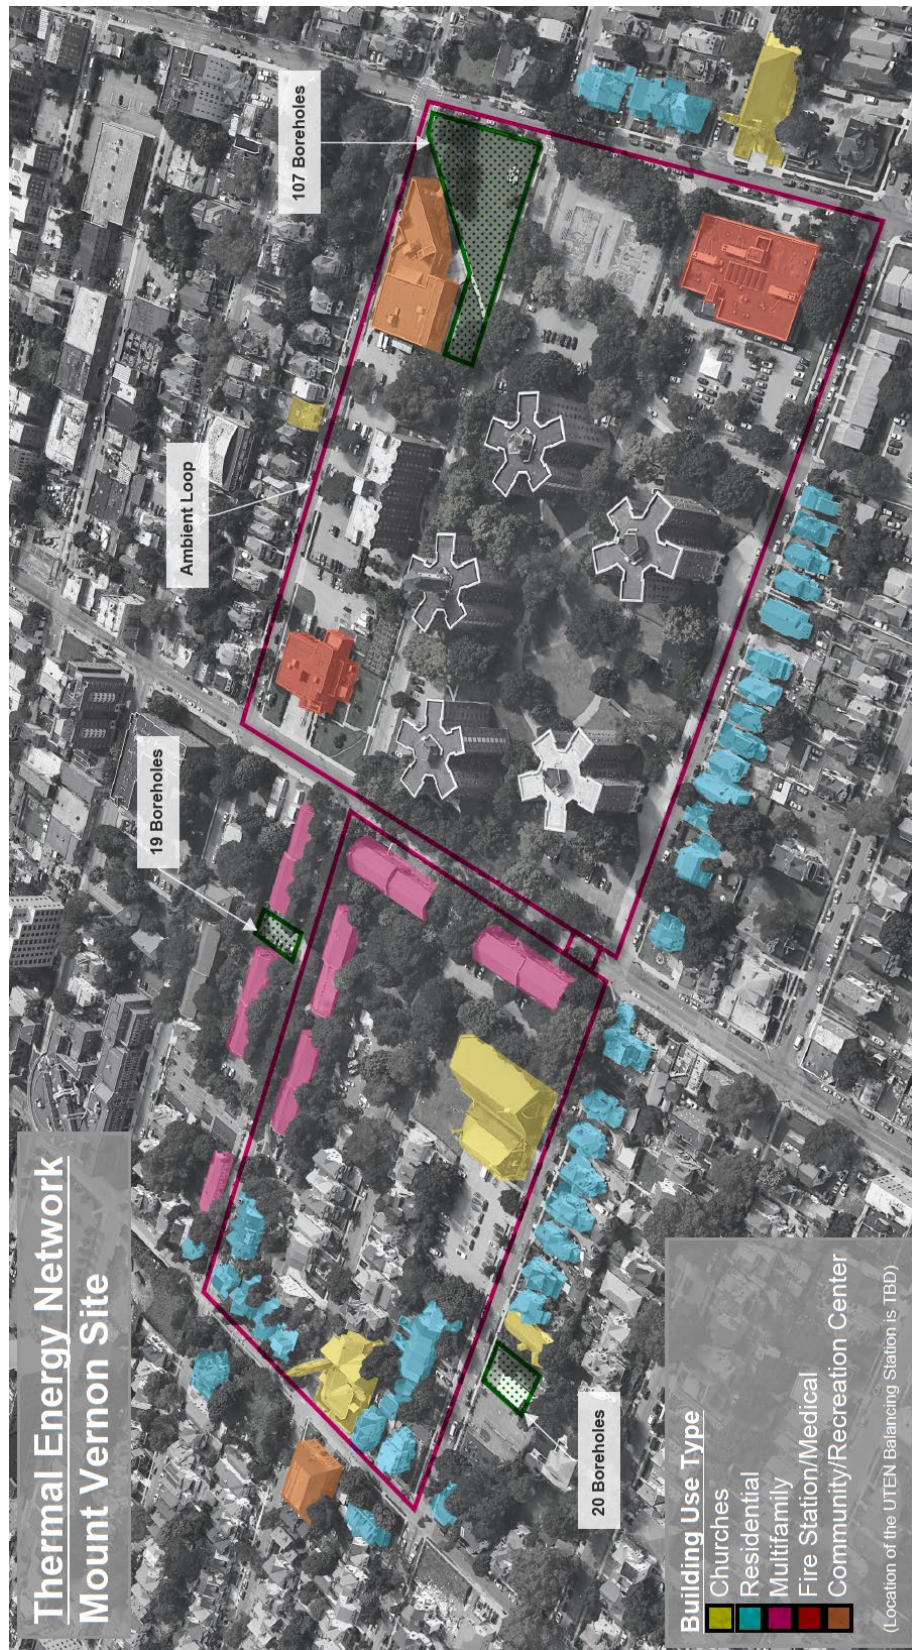 Thermal Energy Network
Mount Vernon Site
19 Boreholes
Ambient Loop
107 Boreholes
20 Boreholes
Building Use Type
Churches
Residential
Multifamily
Fire Station/Medical
Community/Recreation Center
(Location of the UTEN Balancing Station is TBD)